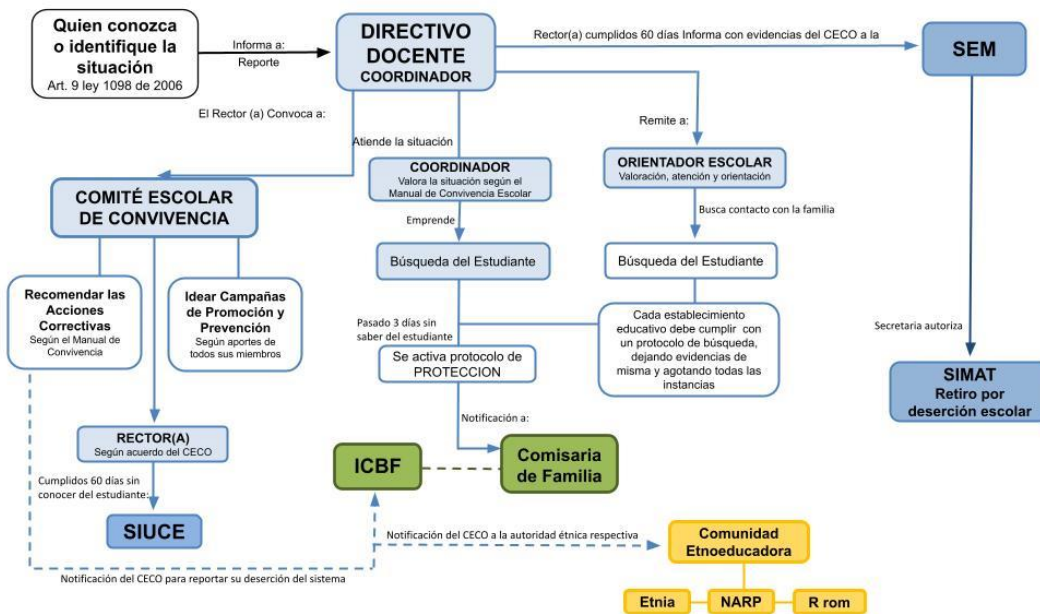 Quien conozca
o identifique la
situación
Art. 9 ley 1098 de 2006
Informa a:
Reporte
DIRECTIVO
DOCENTE
COORDINADOR
Rector(a) cumplidos 60 días Informa con evidencias del CECO a la
SEM
El Rector (a) Convoca a:
Atiende la situación
Remite a:
COORDINADOR
Valora la situación según el
Manual de Convivencia Escolar
ORIENTADOR ESCOLAR
Valoración, atención y orientación
COMITÉ ESCOLAR
DE CONVIVENCIA
Emprende
Busca contacto con la familia
Búsqueda del Estudiante
Búsqueda del Estudiante
Recomendar las
Acciones
Correctivas
Según el Manual de
Convivencia
Idear Campañas
de Promoción y
Prevención
Según aportes de
todos sus miembros
Pasado 3 días sin
saber del estudiante
Cada establecimiento
educativo debe cumplir con
un protocolo de búsqueda,
dejando evidencias de
misma y agotando todas las
instancias
Secretaria autoriza
Se activa protocolo de
PROTECCION
SIMAT
Retiro por
deserción escolar
Notificación a:
RECTOR(A)
Según acuerdo del CECO
ICBF
Comisaria
de Familia
Cumplidos 60 días sin
conocer del estudiante:
SIUCE
Notificación del CECO a la autoridad étnica respectiva
Comunidad
Etnoeducadora
Notificación del CECO para reportar su deserción del sistema
Etnia
NARP
R rom